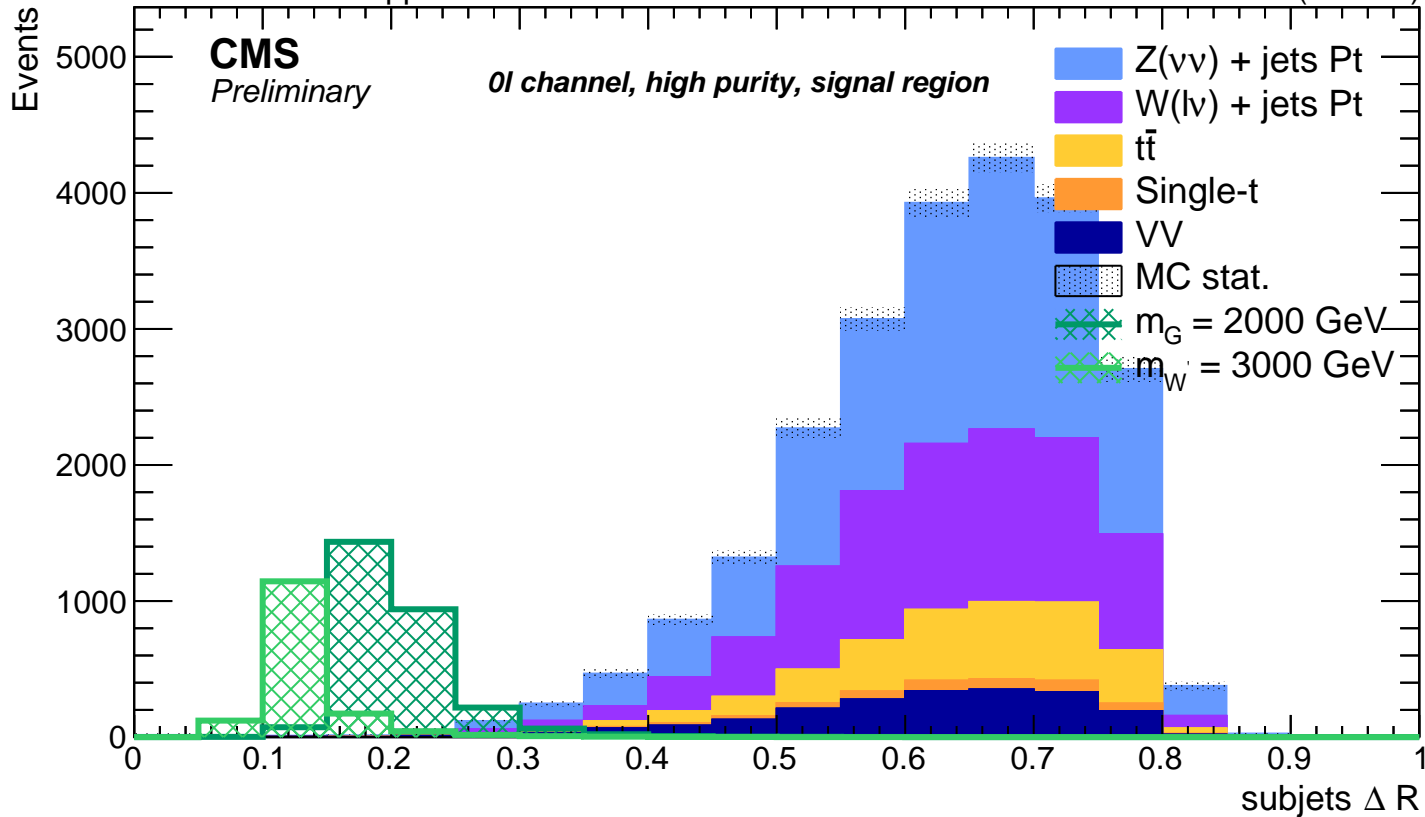 Events
CMS
Preliminary
0l channel, high purity, signal region
Z(νν) + jets Pt
W(lν) + jets Pt
tt̄
Single-t
VV
MC stat.
m_G = 2000 GeV
m_W' = 3000 GeV
5000
4000
3000
2000
1000
0
0 0.1 0.2 0.3 0.4 0.5 0.6 0.7 0.8 0.9 1
subjets Δ R